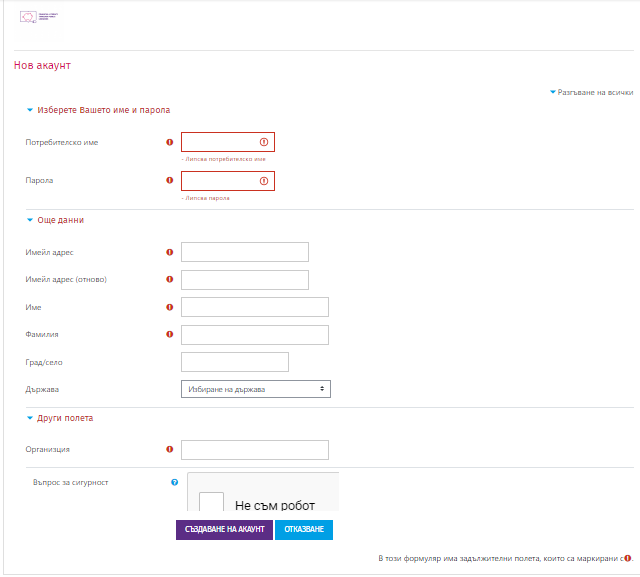 Нов акаунт
Разгъване на всички
Изберете Вашето име и парола
Потребителско име
- Липсва потребителско име
Парола
- Липсва парола
Още данни
Имейл адрес
Имейл адрес (отново)
Име
Фамилия
Град/село
Държава
Избиране на държава
Други полета
Организция
Въпрос за сигурност
Не съм робот
СЪЗДАВАНЕ НА АКАУНТ
ОТКАЗВАНЕ
В този формуляр има задължителни полета, които са маркирани с .